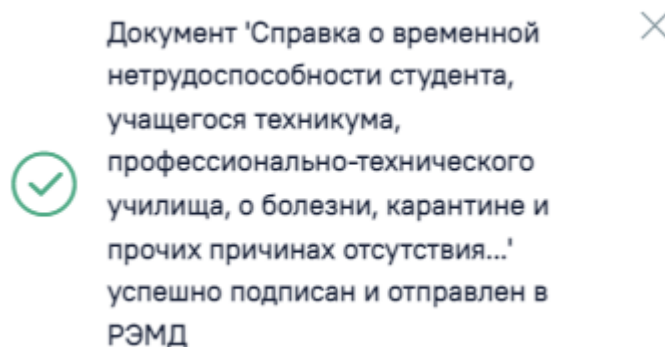 Документ 'Справка о временной
нетрудоспособности студента,
учащегося техникума,
профессионально-технического
училища, о болезни, карантине и
прочих причинах отсутствия...'
успешно подписан и отправлен в
РЭМД